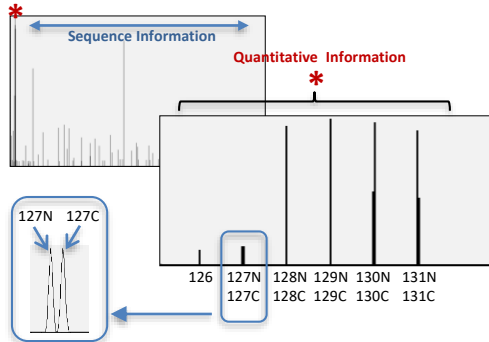 *
Sequence Information
Quantitative Information
*
127N 127C
126 127N 128N 129N 130N 131N
127C 128C 129C 130C 131C